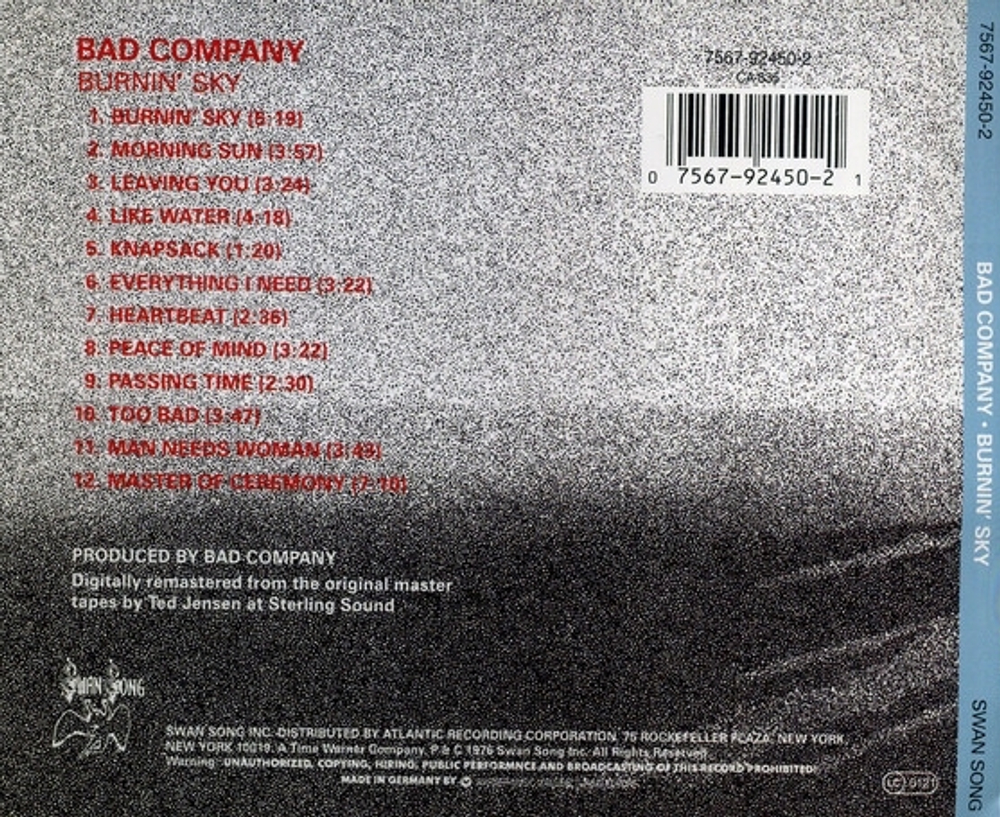 BAD COMPANY
BURNIN' SKY
1. BURNIN' SKY (5:19)
2. MORNING SUN (3:57)
3. LEAVING YOU (3:24)
4. LIKE WATER (4:18)
5. KNAPSACK (1:20)
6. EVERYTHING I NEED (3:22)
7. HEARTBEAT (2:36)
8. PEACE OF MIND (3:22)
9. PASSING TIME (2:30)
10. TOO BAD (3:47)
11. MAN NEEDS WOMAN (3:43)
12. MASTER OF CEREMONY (7:10)
PRODUCED BY BAD COMPANY
Digitally remastered from the original master
tapes by Ted Jensen at Sterling Sound
SWAN SONG
SWAN SONG INC. DISTRIBUTED BY ATLANTIC RECORDING CORPORATION, 75 ROCKEFELLER PLAZA, NEW YORK,
NEW YORK 10019. A Time Warner Company. P & C 1976 Swan Song Inc. All Rights Reserved.
Warning: UNAUTHORIZED, COPYING, HIRING, PUBLIC PERFORMNCE AND BROADCASTING OF THIS RECORD PROHIBITED!
MADE IN GERMANY BY
7567-92450-2
CA 835
0 7567-92450-2 1
LC 0121
7567-92450-2
BAD COMPANY • BURNIN' SKY
SWAN SONG